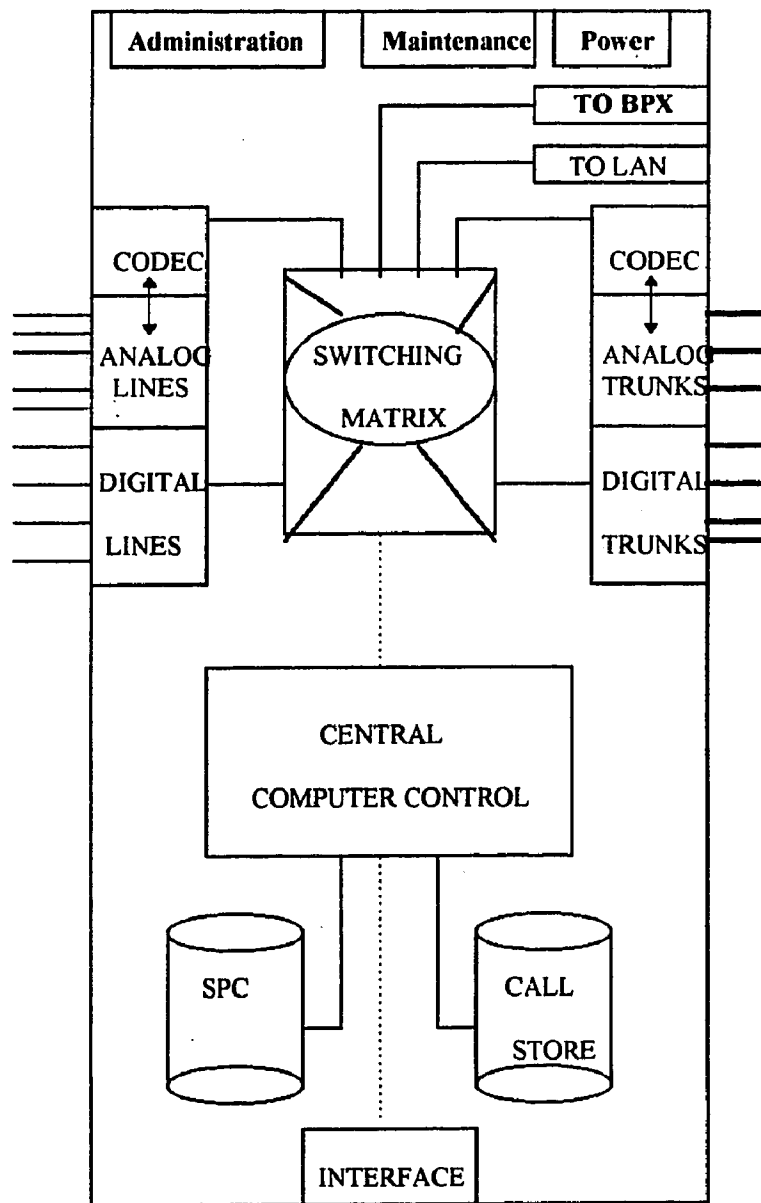 Administration
Maintenance
Power
TO BPX
TO LAN
CODEC
ANALOG
LINES
DIGITAL
LINES
SWITCHING
MATRIX
CODEC
ANALOG
TRUNKS
DIGITAL
TRUNKS
CENTRAL
COMPUTER CONTROL
SPC
CALL
STORE
INTERFACE